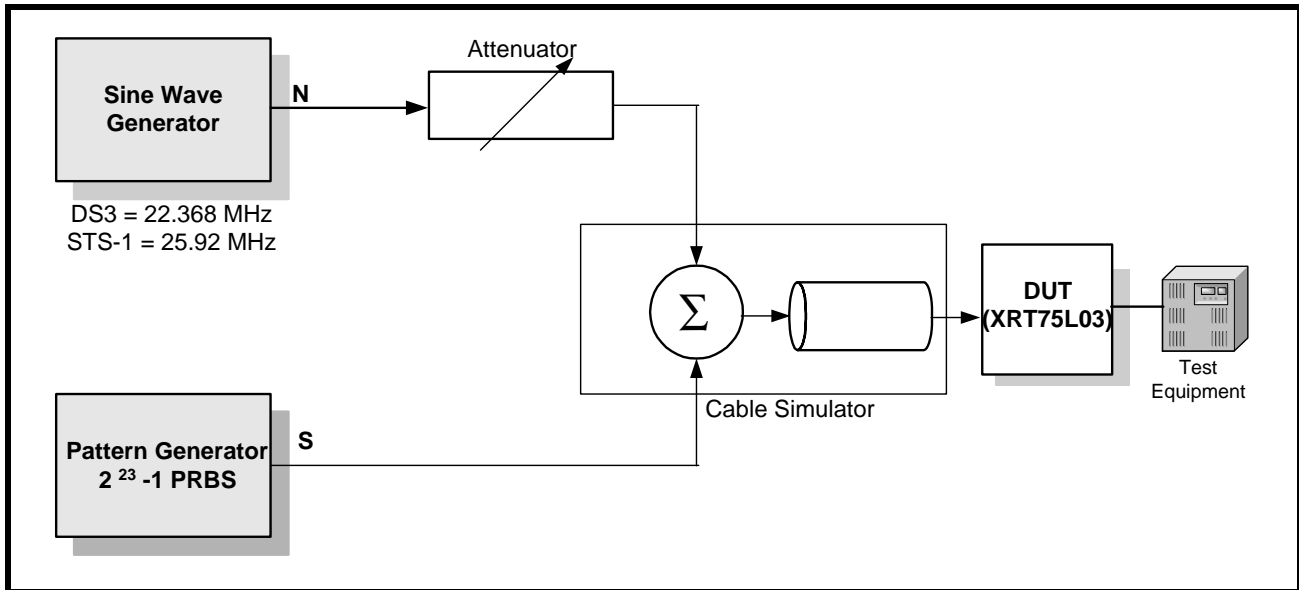 Sine Wave
Generator
N
Attenuator
DS3 = 22.368 MHz
STS-1 = 25.92 MHz
Σ
Cable Simulator
DUT
(XRT75L03)
Test
Equipment
Pattern Generator
2 ²³ -1 PRBS
S